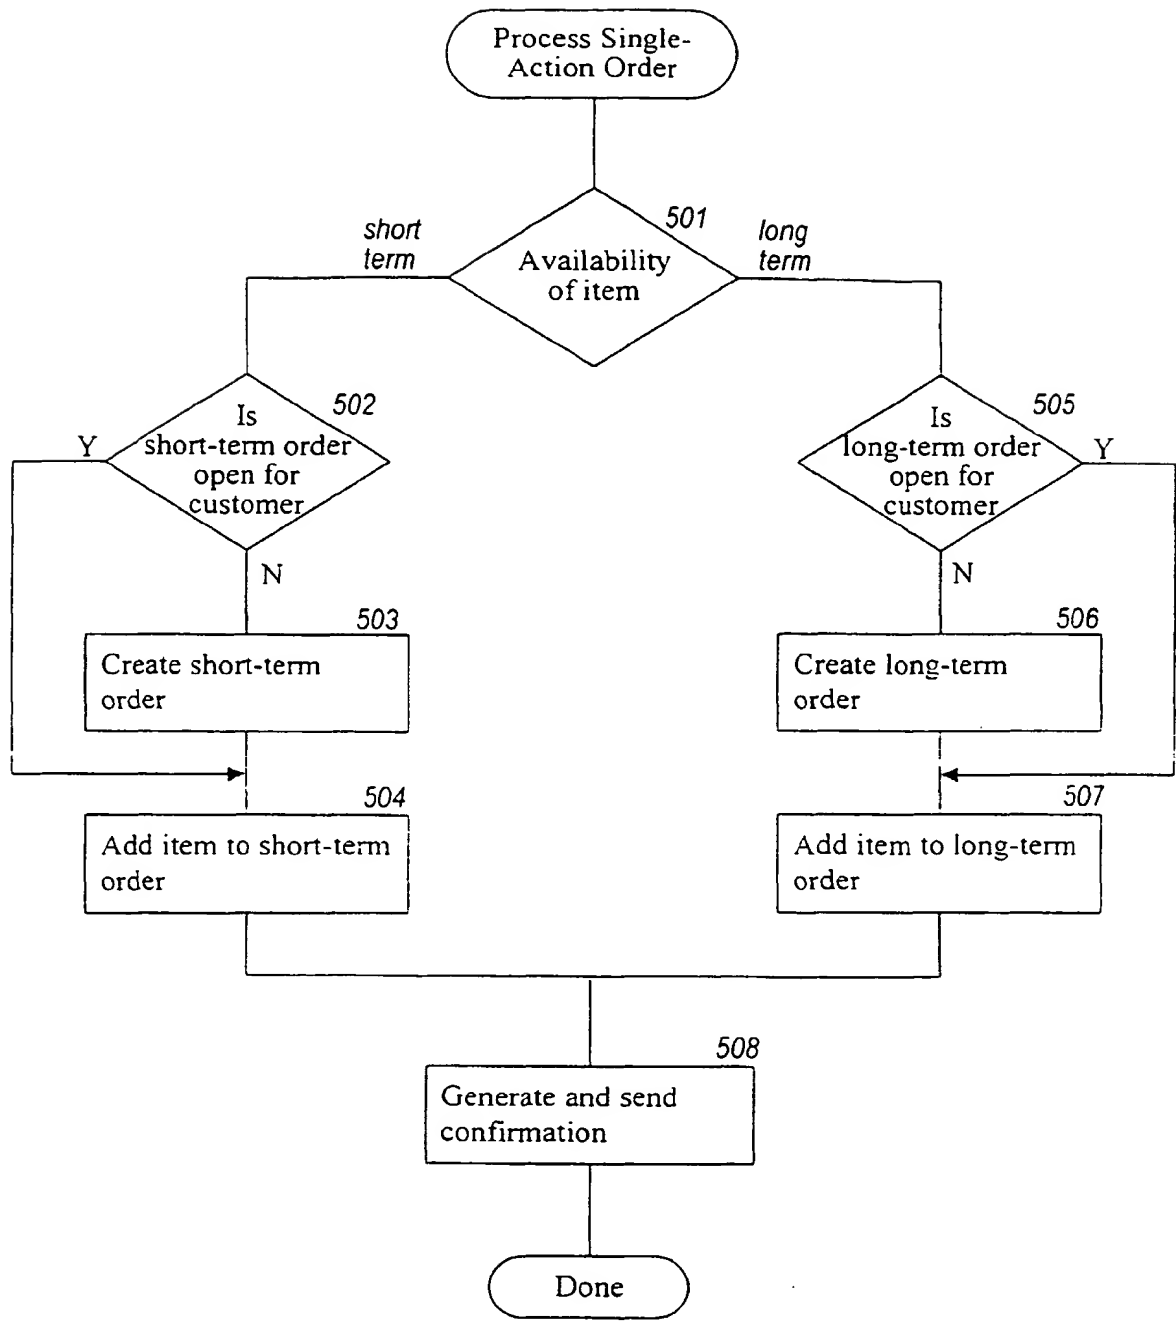 Process Single-
Action Order
501
short
term
long
term
Availability
of item
502
Is
short-term order
open for
customer
Y
N
505
Is
long-term order
open for
customer
Y
N
503
Create short-term
order
506
Create long-term
order
504
Add item to short-term
order
507
Add item to long-term
order
508
Generate and send
confirmation
Done